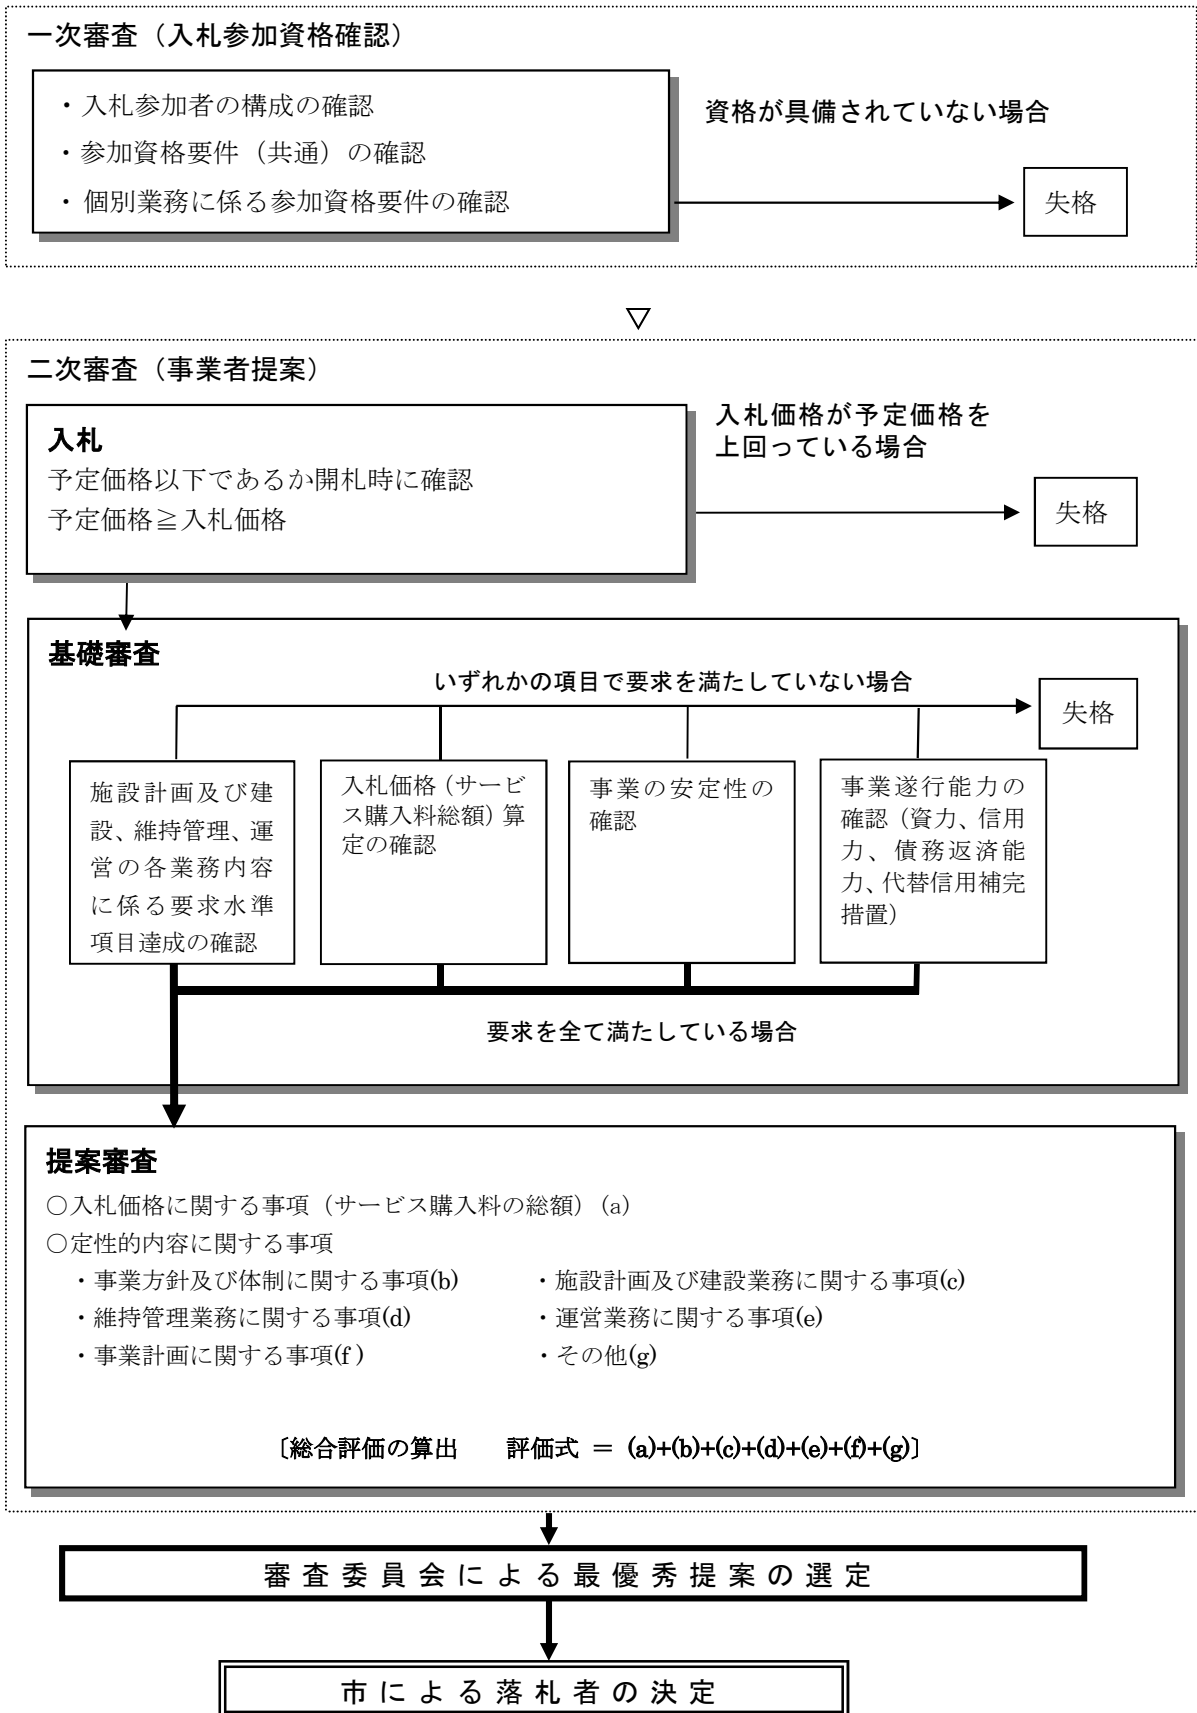 一次審査（入札参加資格確認）
・入札参加者の構成の確認
・参加資格要件（共通）の確認
・個別業務に係る参加資格要件の確認
資格が具備されていない場合
失格
▽
二次審査（事業者提案）
入札
予定価格以下であるか開札時に確認
予定価格≧入札価格
入札価格が予定価格を
上回っている場合
失格
基礎審査
いずれかの項目で要求を満たしていない場合
失格
施設計画及び建
設、維持管理、運
営の各業務内容
に係る要求水準
項目達成の確認
入札価格（サービ
ス購入料総額）算
定の確認
事業の安定性の
確認
事業遂行能力の
確認（資力、信用
力、債務返済能
力、代替信用補完
措置）
要求を全て満たしている場合
提案審査
○入札価格に関する事項（サービス購入料の総額）(a)
○定性的内容に関する事項
・事業方針及び体制に関する事項(b) ・施設計画及び建設業務に関する事項(c)
・維持管理業務に関する事項(d) ・運営業務に関する事項(e)
・事業計画に関する事項(f ) ・その他(g)
〔総合評価の算出　　評価式 ＝ (a)+(b)+(c)+(d)+(e)+(f)+(g)〕
審査委員会による最優秀提案の選定
市による落札者の決定